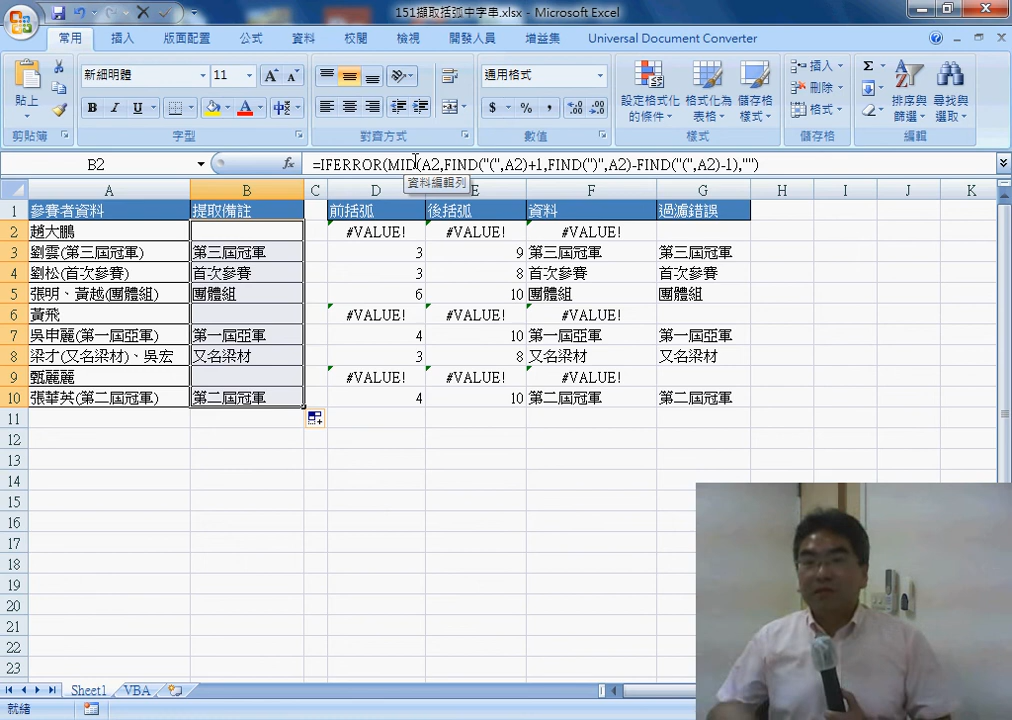 151擷取括弧中字串.xlsx - Microsoft Excel
常用 插入 版面配置 公式 資料 校閱 檢視 開發人員 增益集 Universal Document Converter
貼上 新細明體 11 A A 通用格式 Σ 插入 刪除 格式
B I U A 中 $ % , 設定格式化的條件 格式化為表格 儲存格樣式 排序與篩選 尋找與選取
剪貼簿 字型 對齊方式 數值 樣式 儲存格 編輯
B2 fx =IFERROR(MID(A2,FIND("(",A2)+1,FIND(")",A2)-FIND("(",A2)-1),"")
資料編輯列
A B C D E F G H I J K
1 參賽者資料 提取備註 前括弧 後括弧 資料 過濾錯誤
2 趙大鵬 #VALUE! #VALUE! #VALUE!
3 劉雲(第三屆冠軍) 第三屆冠軍 3 9 第三屆冠軍 第三屆冠軍
4 劉松(首次參賽) 首次參賽 3 8 首次參賽 首次參賽
5 張明、黃越(團體組) 團體組 6 10 團體組 團體組
6 黃飛 #VALUE! #VALUE! #VALUE!
7 吳申麗(第一屆亞軍) 第一屆亞軍 4 10 第一屆亞軍 第一屆亞軍
8 梁才(又名梁材)、吳宏 又名梁材 3 8 又名梁材 又名梁材
9 甄麗麗 #VALUE! #VALUE! #VALUE!
10 張華英(第二屆冠軍) 第二屆冠軍 4 10 第二屆冠軍 第二屆冠軍
11
12
13
14
15
16
17
18
19
20
21
22
23
Sheet1 VBA
就緒